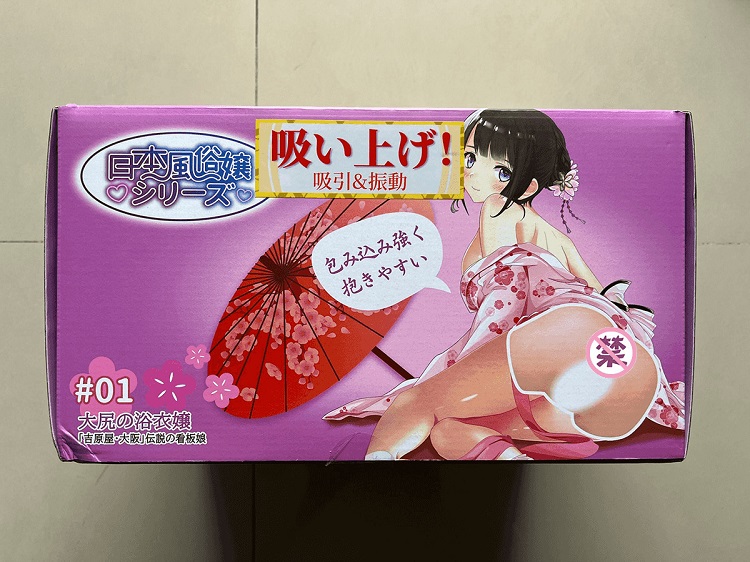 日本風俗嬢
シリーズ
吸い上げ!
吸引&振動
包み込み強く
抱きやすい
禁
#01
大尻の浴衣嬢
「吉原屋・大阪」伝説の看板娘